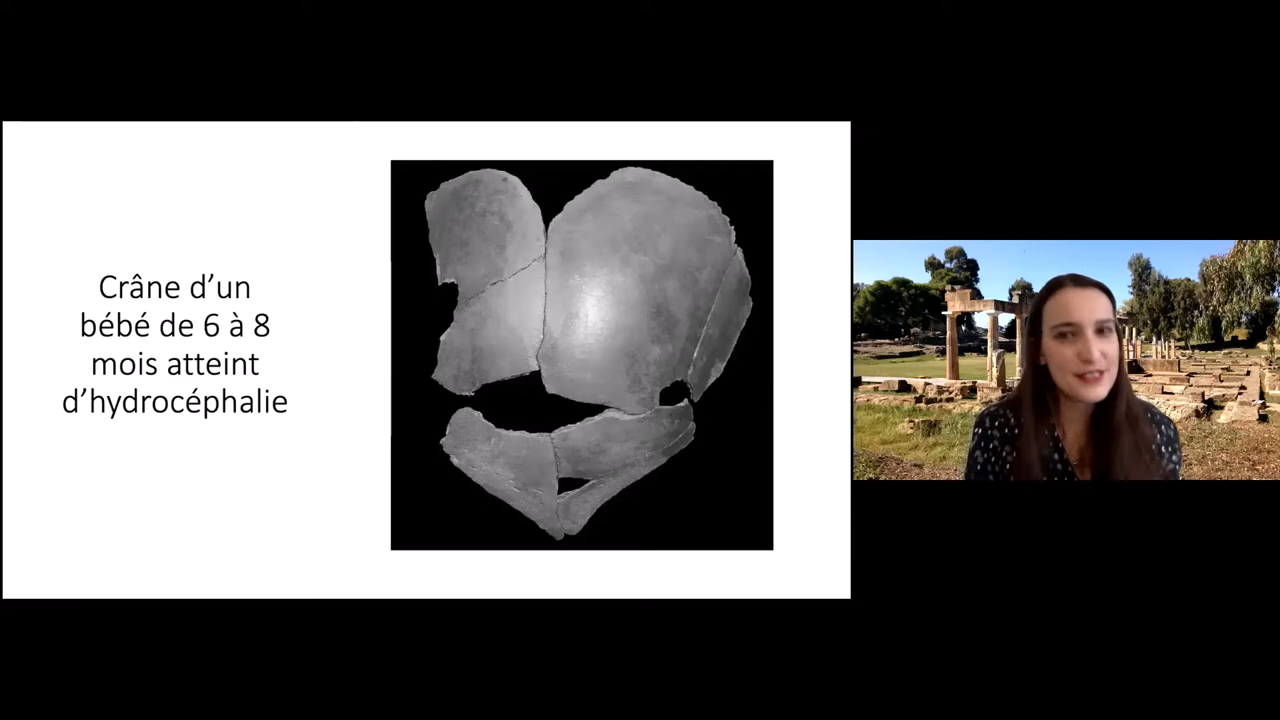 Crâne d’un
bébé de 6 à 8
mois atteint
d’hydrocéphalie